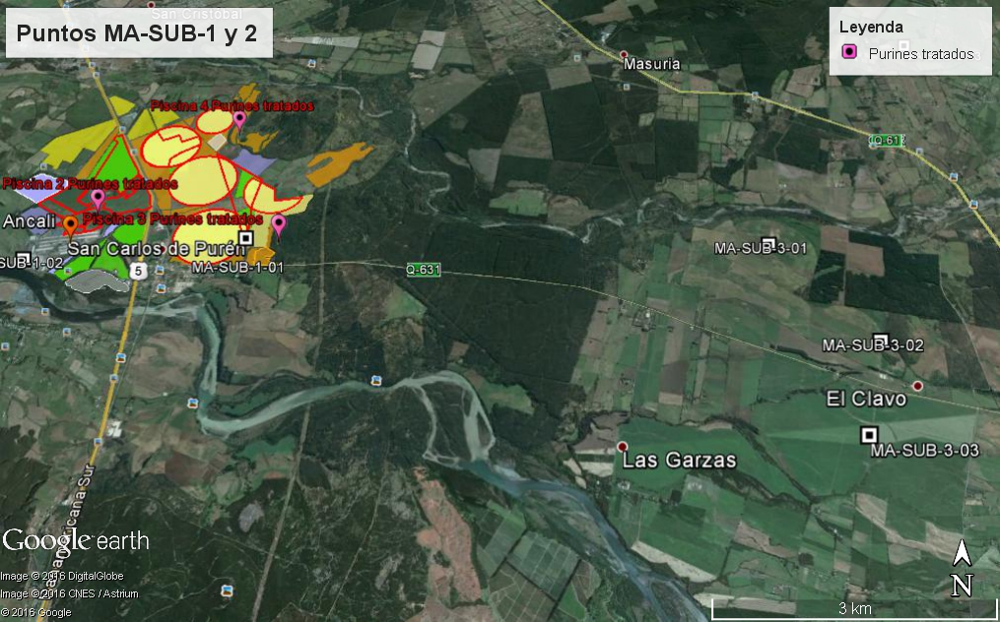 San Cristobal
Puntos MA-SUB-1 y 2
Leyenda
Purines tratados
Masuria
Piscina 4 Purines tratados
Q-61
Piscina 2 Purines tratados
Ancali
Piscina 3 Purines tratados
San Carlos de Purén
SUB-1-02
MA-SUB-1-01
5
Q-631
MA-SUB-3-01
MA-SUB-3-02
El Clavo
MA-SUB-3-03
Las Garzas
ricana Sur
Google earth
Image © 2016 DigitalGlobe
Image © 2016 CNES / Astrium
© 2016 Google
N
3 km